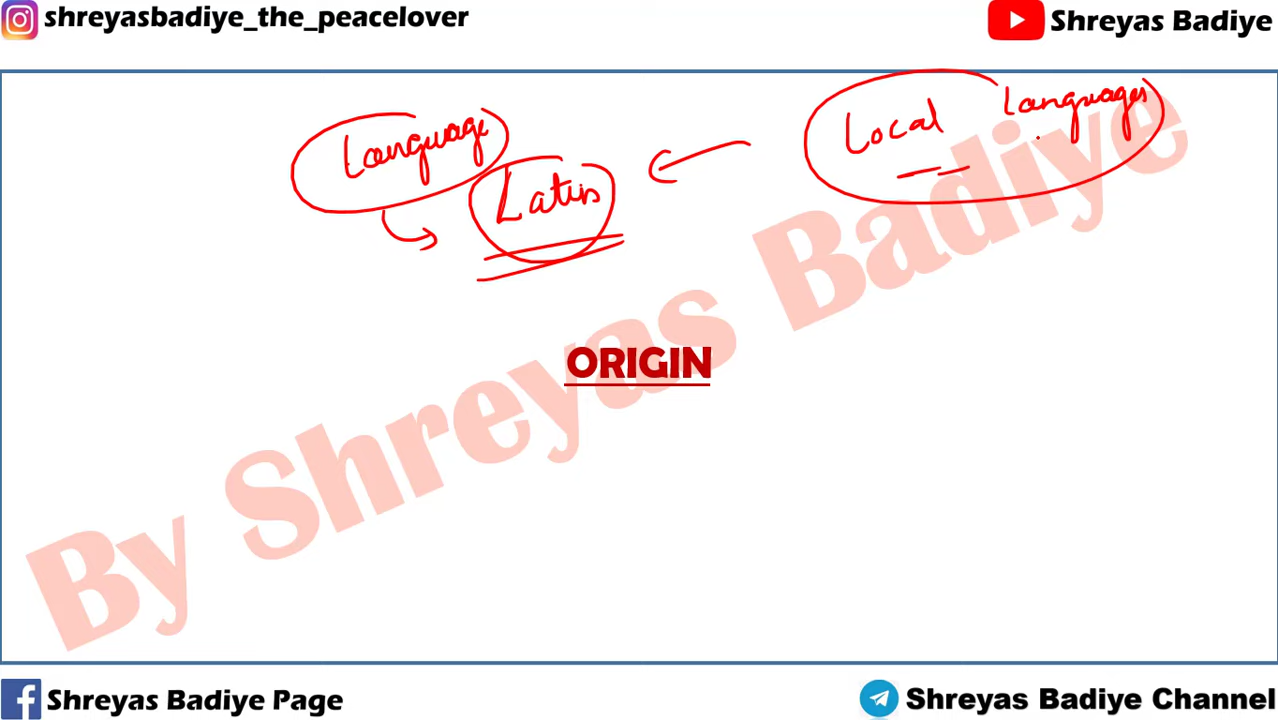 shreyasbadiye_the_peacelover
Shreyas Badiye
Language
Local Languages
Latin
ORIGIN
By Shreyas Badiye
Shreyas Badiye Page
Shreyas Badiye Channel